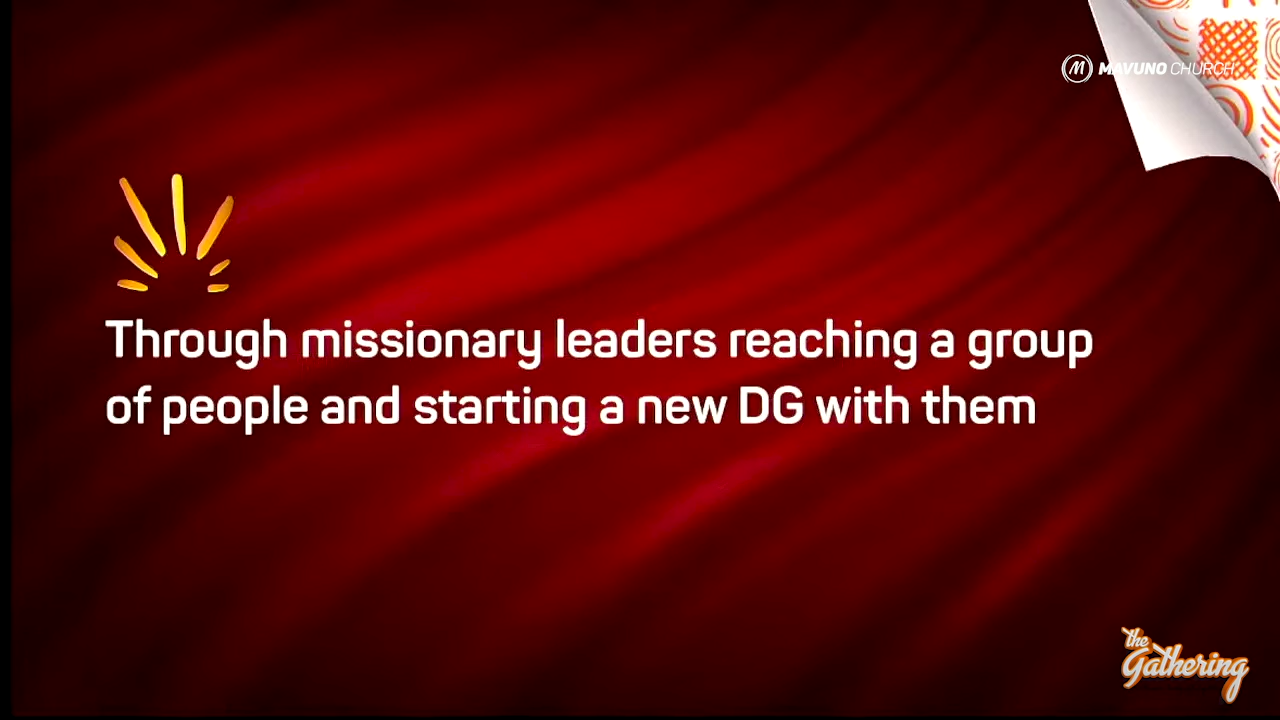 MAVUNO CHURCH
Through missionary leaders reaching a group
of people and starting a new DG with them
the
Gathering